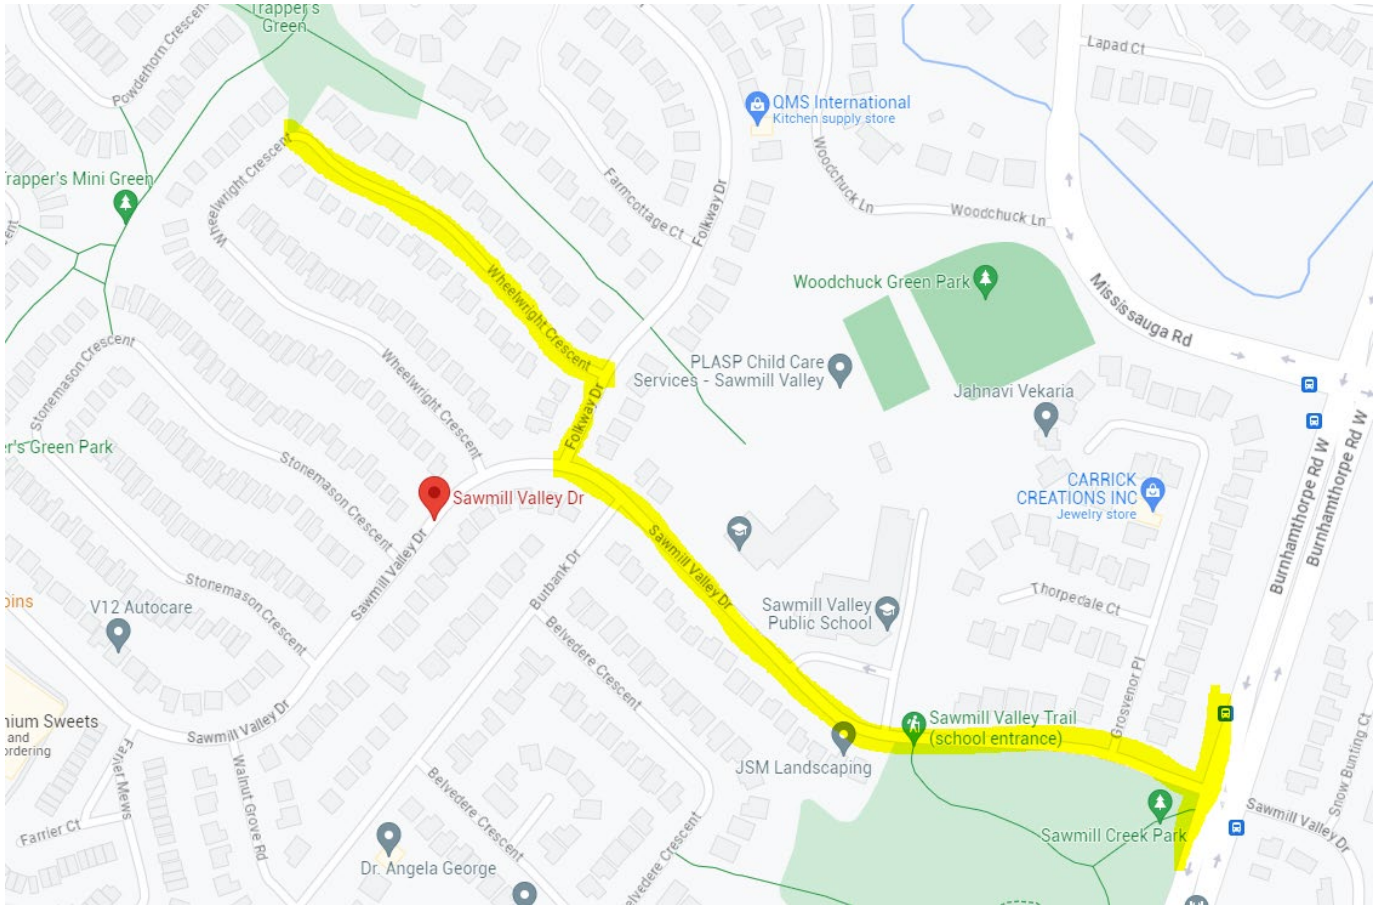 Trapper's
Green
Lapad Ct
Powderhorn Crescent
QMS International
Kitchen supply store
Wheelwright Crescent
Woodchuck Ln
Trapper's Mini Green
Farmcottage Ct
Folkway Dr
Woodchuck Ln
Woodchuck Green Park
Mississauga Rd
Wheelwright Crescent
Stonemason Crescent
Wheelwright Crescent
PLASP Child Care
Services - Sawmill Valley
Jahnavi Vekaria
Folkway Dr
er's Green Park
Stonemason Crescent
Sawmill Valley Dr
CARRICK
CREATIONS INC
Jewelry store
Burnhamthorpe Rd W
Burnhamthorpe Rd W
Sawmill Valley Dr
Sawmill Valley Dr
Burbank Dr
Stonemason Crescent
Thorpedale Ct
oins
V12 Autocare
Sawmill Valley
Public School
Belvedere Crescent
Grosvenor Pl
Sawmill Valley Dr
nium Sweets
and
ordering
Sawmill Valley Trail
(school entrance)
Snow Bunting Ct
Farrier Mews
Walnut Grove Rd
JSM Landscaping
Belvedere Crescent
Sawmill Valley Dr
Farrier Ct
Sawmill Creek Park
Dr. Angela George
Belvedere Crescent